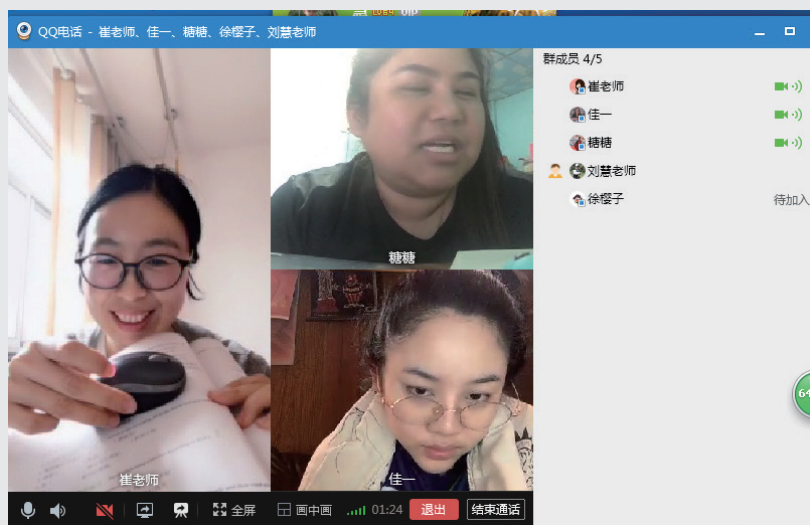 QQ电话 - 崔老师、佳一、糖糖、徐樱子、刘慧老师
群成员 4/5
崔老师
佳一
糖糖
刘慧老师
徐樱子 待加入
糖糖
崔老师
佳一
全屏 画中画 01:24 退出 结束通话